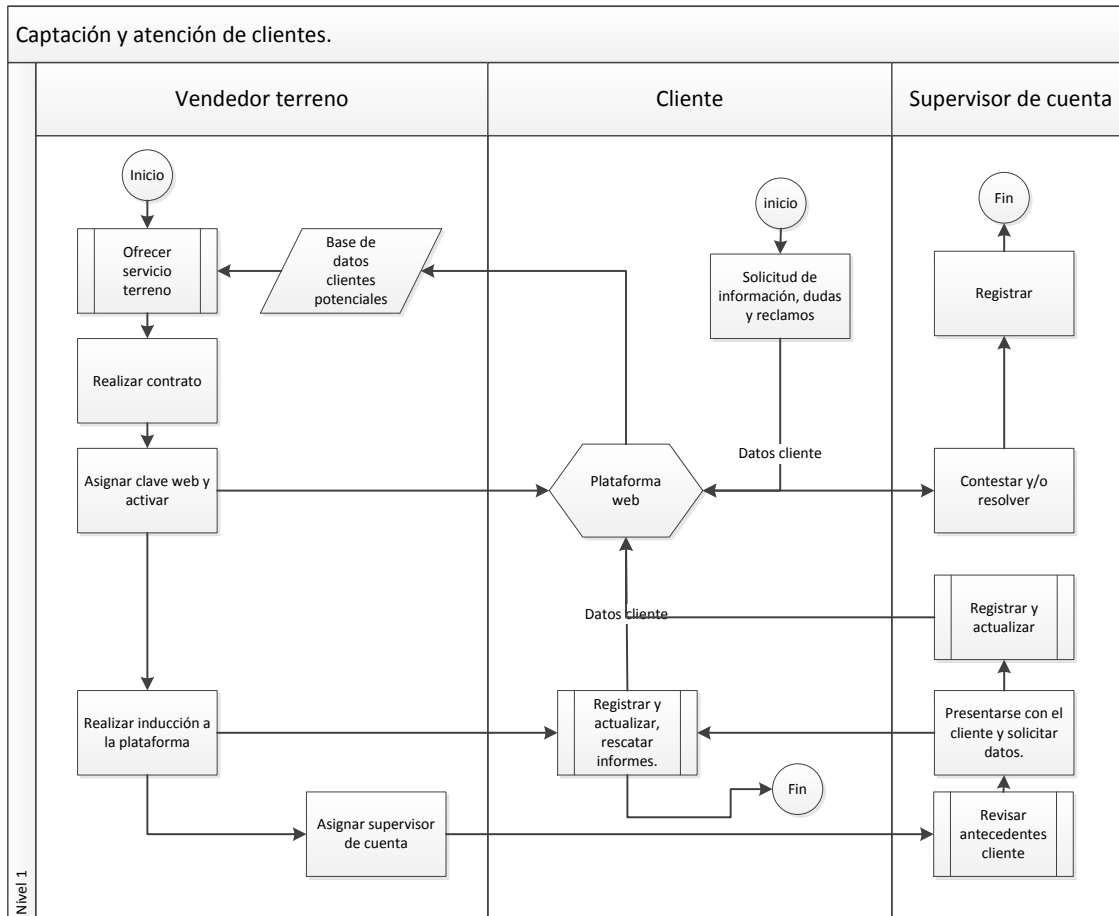 Captación y atención de clientes.
Vendedor terreno
Cliente
Supervisor de cuenta
Inicio
Ofrecer
servicio
terreno
Base de
datos
clientes
potenciales
Realizar contrato
Asignar clave web y
activar
Realizar inducción a
la plataforma
Asignar supervisor
de cuenta
inicio
Solicitud de
información, dudas
y reclamos
Datos cliente
Plataforma
web
Datos cliente
Registrar y
actualizar,
rescatar
informes.
Fin
Fin
Registrar
Contestar y/o
resolver
Registrar y
actualizar
Presentarse con el
cliente y solicitar
datos.
Revisar
antecedentes
cliente
Nivel 1